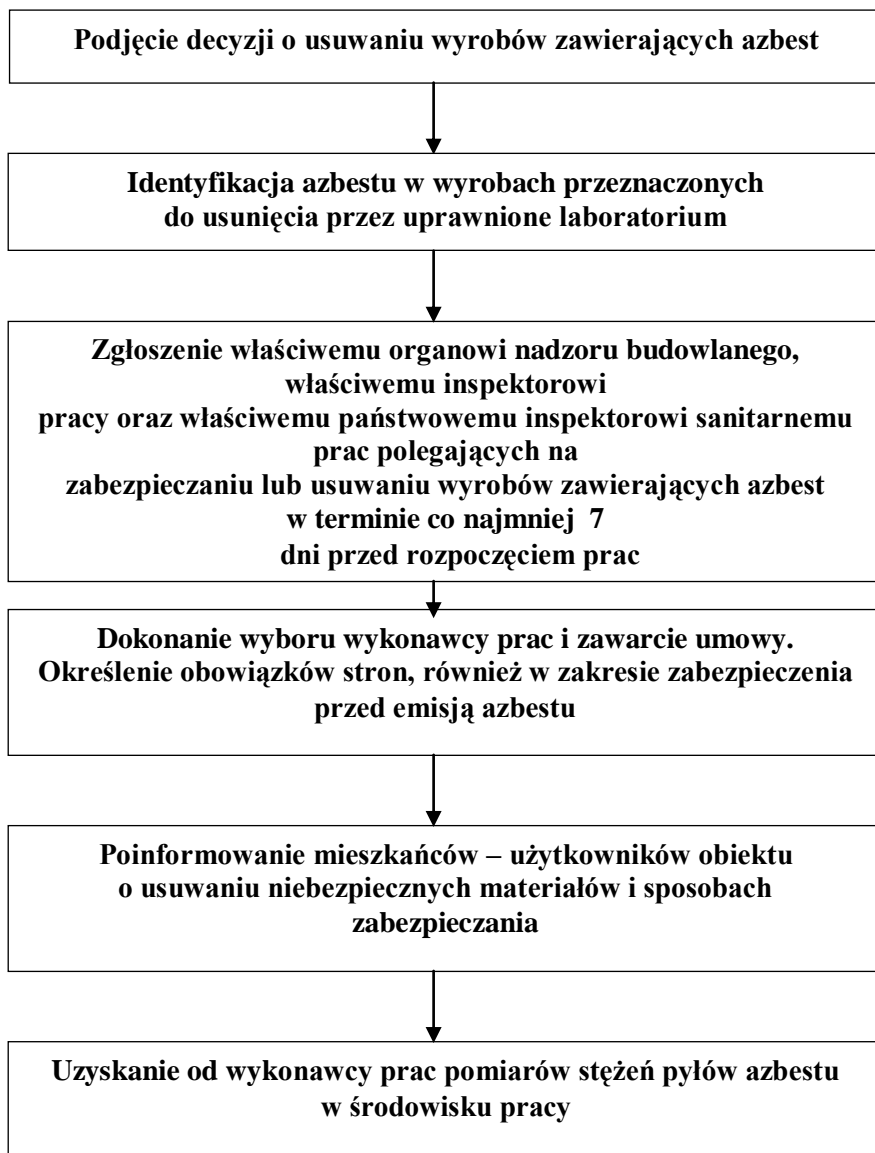 Podjęcie decyzji o usuwaniu wyrobów zawierających azbest
Identyfikacja azbestu w wyrobach przeznaczonych
do usunięcia przez uprawnione laboratorium
Zgłoszenie właściwemu organowi nadzoru budowlanego,
właściwemu inspektorowi
pracy oraz właściwemu państwowemu inspektorowi sanitarnemu
prac polegających na
zabezpieczaniu lub usuwaniu wyrobów zawierających azbest
w terminie co najmniej 7
dni przed rozpoczęciem prac
Dokonanie wyboru wykonawcy prac i zawarcie umowy.
Określenie obowiązków stron, również w zakresie zabezpieczenia
przed emisją azbestu
Poinformowanie mieszkańców – użytkowników obiektu
o usuwaniu niebezpiecznych materiałów i sposobach
zabezpieczania
Uzyskanie od wykonawcy prac pomiarów stężeń pyłów azbestu
w środowisku pracy